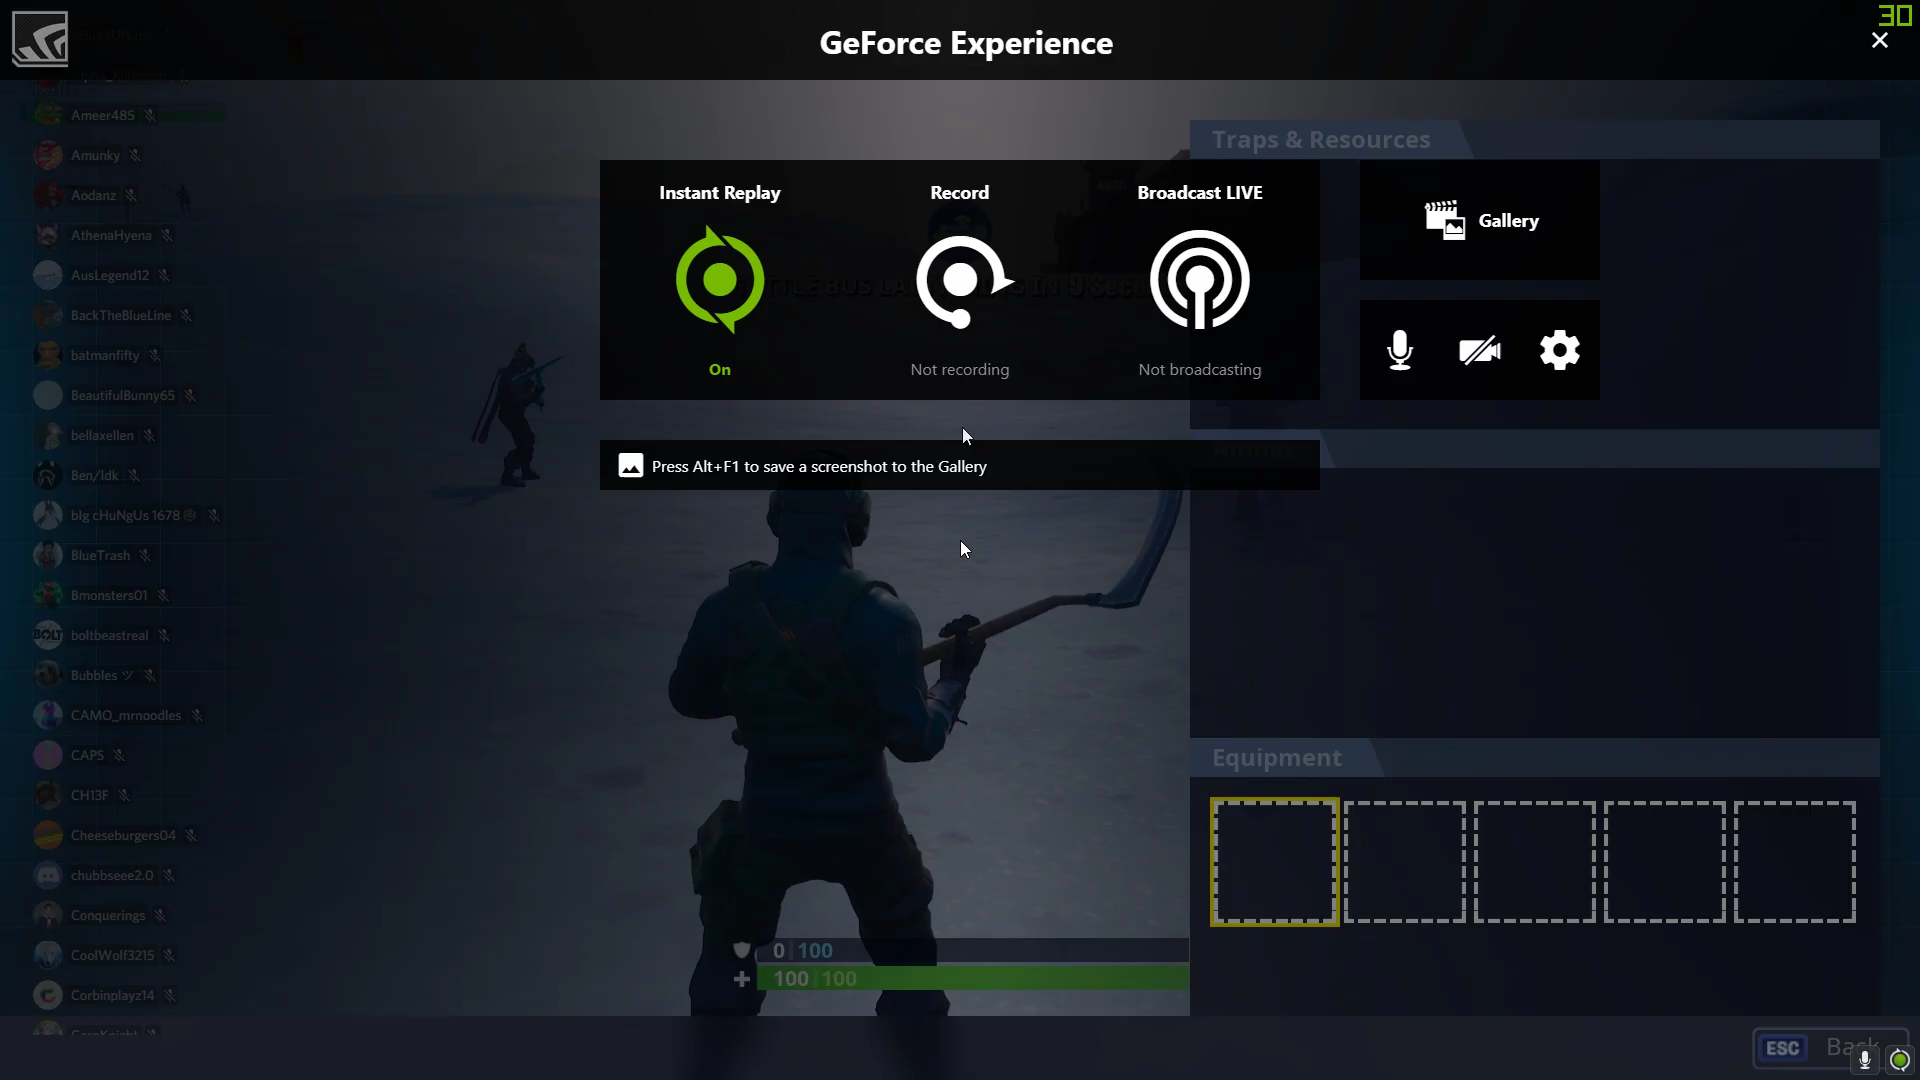 30
GeForce Experience
Ameer485
Amunky
Aodanz
AthenaHyena
AusLegend12
BackTheBlueLine
batmanfifty
BeautifulBunny65
bellaxellen
Ben/Idk
bIg cHuNgUs 1678
BlueTrash
Bmonsters01
boltbeastreal
BOLT
Bubbles ツ
CAMO_mrnoodles
CAPS
CH13F
Cheeseburgers04
chubbseee2.0
Conquerings
CoolWolf3215
Corbinplayz14
Instant Replay
On
Record
Not recording
Broadcast LIVE
Not broadcasting
Gallery
Press Alt+F1 to save a screenshot to the Gallery
Traps & Resources
Equipment
0 | 100
100 | 100
ESC Back